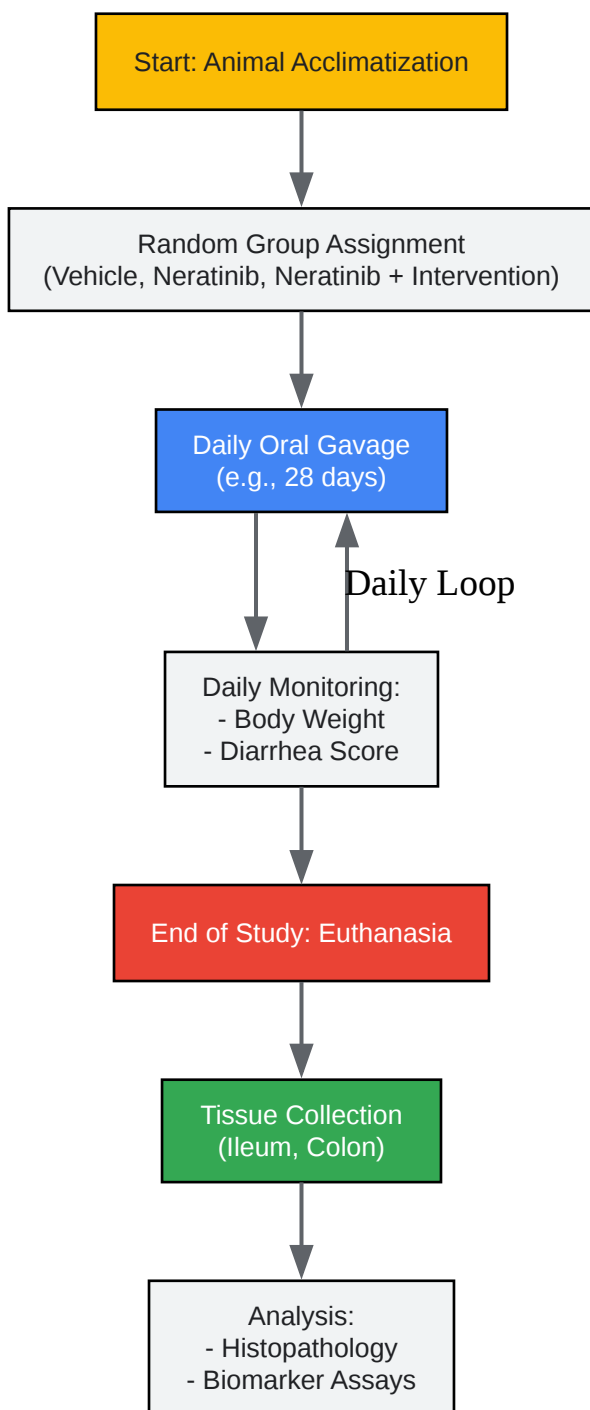 Start: Animal Acclimatization
Random Group Assignment
(Vehicle, Neratinib, Neratinib + Intervention)
Daily Oral Gavage
(e.g., 28 days)
Daily Loop
Daily Monitoring:
- Body Weight
- Diarrhea Score
End of Study: Euthanasia
Tissue Collection
(Ileum, Colon)
Analysis:
- Histopathology
- Biomarker Assays